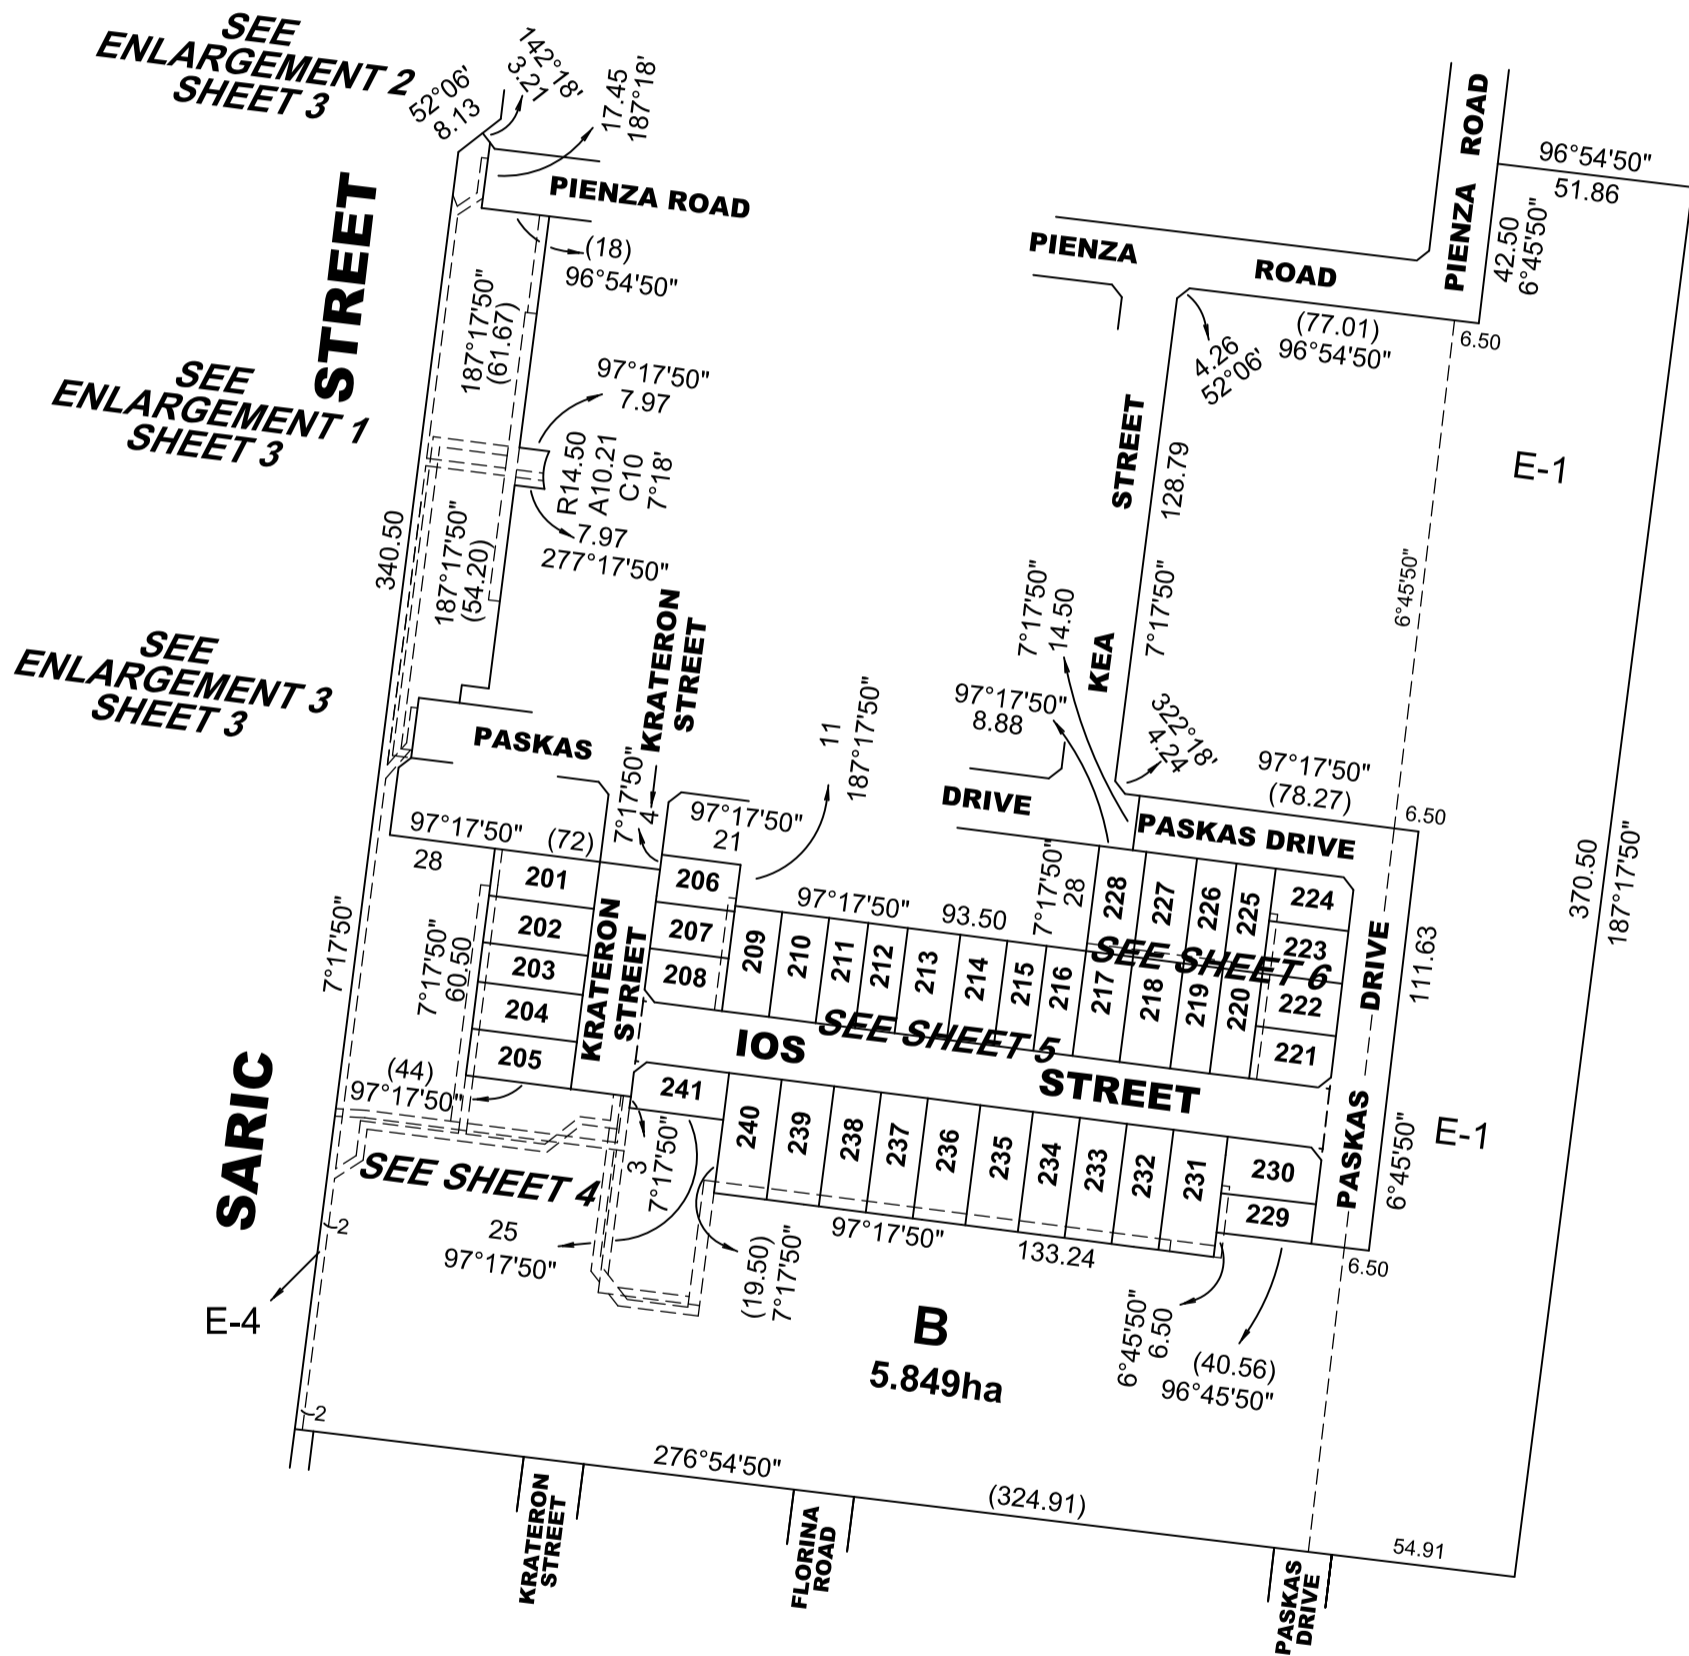 SEE
ENLARGEMENT 2
SHEET 3
52°06'
8.13
142°18'
3.21
17.45
187°18'
STREET
PIENZA ROAD
(18)
96°54'50"
187°17'50"
(61.67)
PIENZA
ROAD
PIENZA ROAD
96°54'50"
51.86
42.50
6°45'50"
(77.01)
96°54'50"
6.50
4.26
52°06'
SEE
ENLARGEMENT 1
SHEET 3
97°17'50"
7.97
R14.50
A10.21
C10
7°18'
7.97
277°17'50"
340.50
187°17'50"
(54.20)
STREET
128.79
E-1
7°17'50"
14.50
KEA
7°17'50"
6°45'50"
SEE
ENLARGEMENT 3
SHEET 3
KRATERON
STREET
PASKAS
11
187°17'50"
97°17'50"
8.88
322°18'
4.24
97°17'50"
(78.27)
6.50
DRIVE
PASKAS DRIVE
7°17'50"
4
97°17'50"
21
97°17'50"
(72)
28
370.50
187°17'50"
201
202
203
204
205
206
207
208
KRATERON
STREET
7°17'50"
7°17'50"
60.50
97°17'50"
93.50
7°17'50"
28
228
227
226
225
224
223
222
221
209
210
211
212
213
214
215
216
217
218
219
220
SEE SHEET 6
SEE SHEET 5
DRIVE
111.63
IOS
STREET
(44)
97°17'50"
SARIC
241
240
239
238
237
236
235
234
233
232
231
230
229
PASKAS
6°45'50"
E-1
SEE SHEET 4
3
7°17'50"
25
97°17'50"
(19.50)
7°17'50"
97°17'50"
133.24
6.50
2
E-4
B
5.849ha
6°45'50"
6.50
(40.56)
96°45'50"
2
276°54'50"
(324.91)
54.91
KRATERON
STREET
FLORINA
ROAD
PASKAS
DRIVE